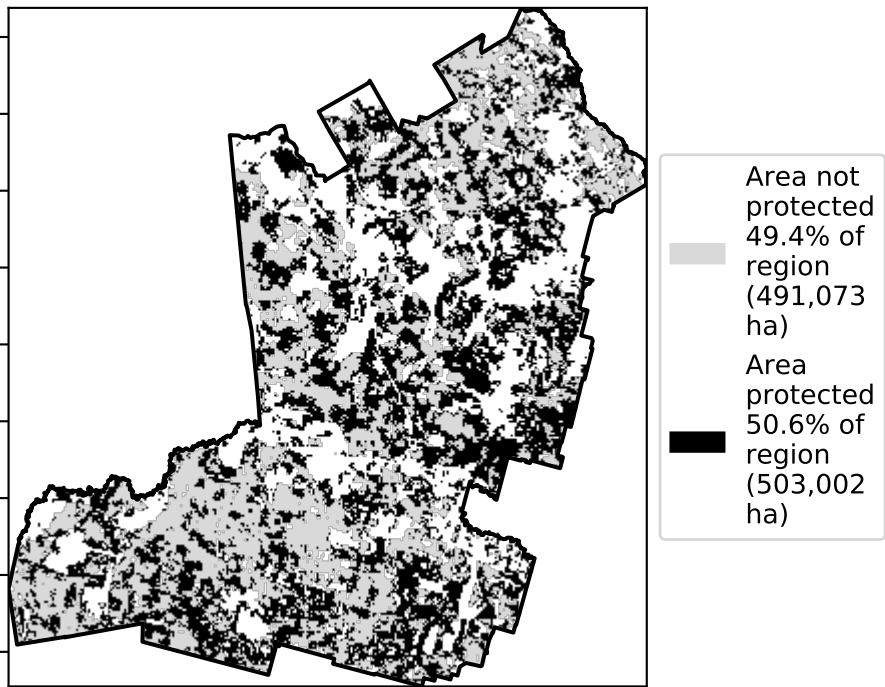 Area not
protected
49.4% of
region
(491,073
ha)
Area
protected
50.6% of
region
(503,002
ha)